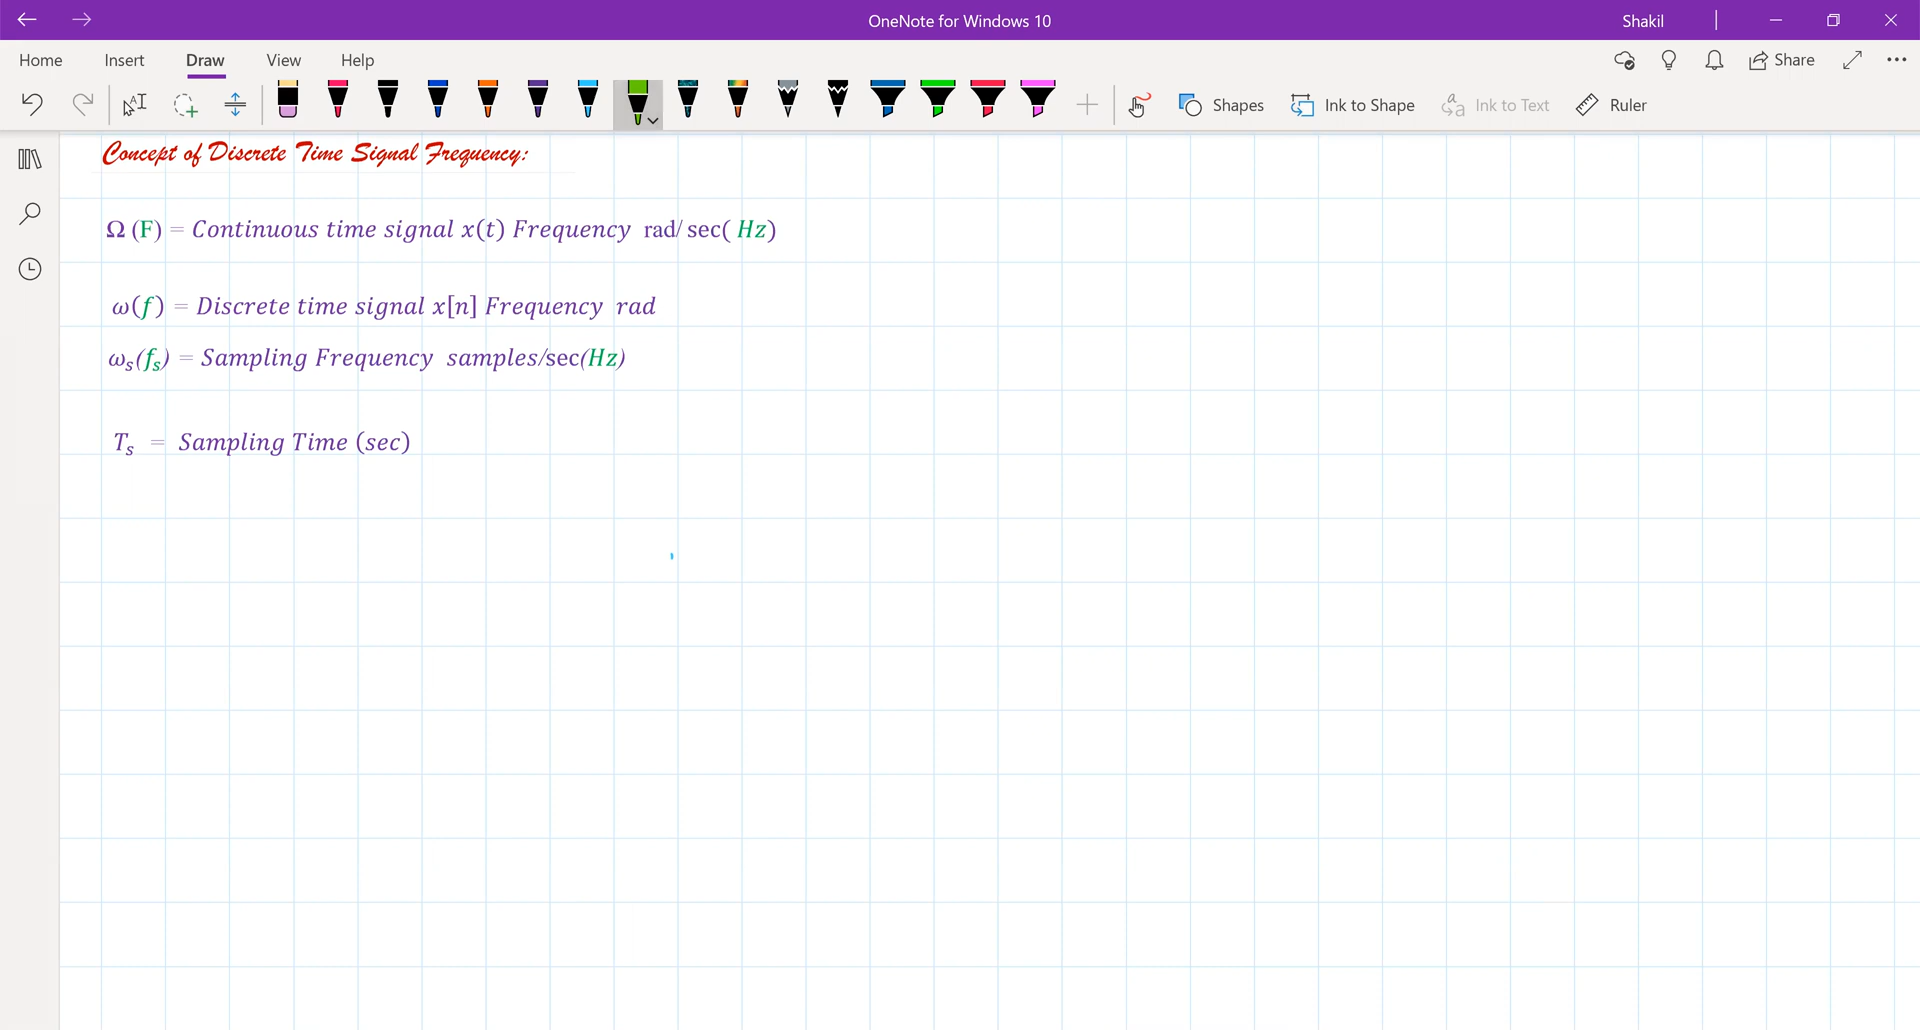 OneNote for Windows 10
Shakil
Home Insert Draw View Help
Share
Shapes Ink to Shape Ink to Text Ruler
Concept of Discrete Time Signal Frequency:
Ω (F) = Continuous time signal x(t) Frequency rad/ sec( Hz)
ω(f) = Discrete time signal x[n] Frequency rad
ωₛ(fₛ) = Sampling Frequency samples/sec(Hz)
Tₛ = Sampling Time (sec)